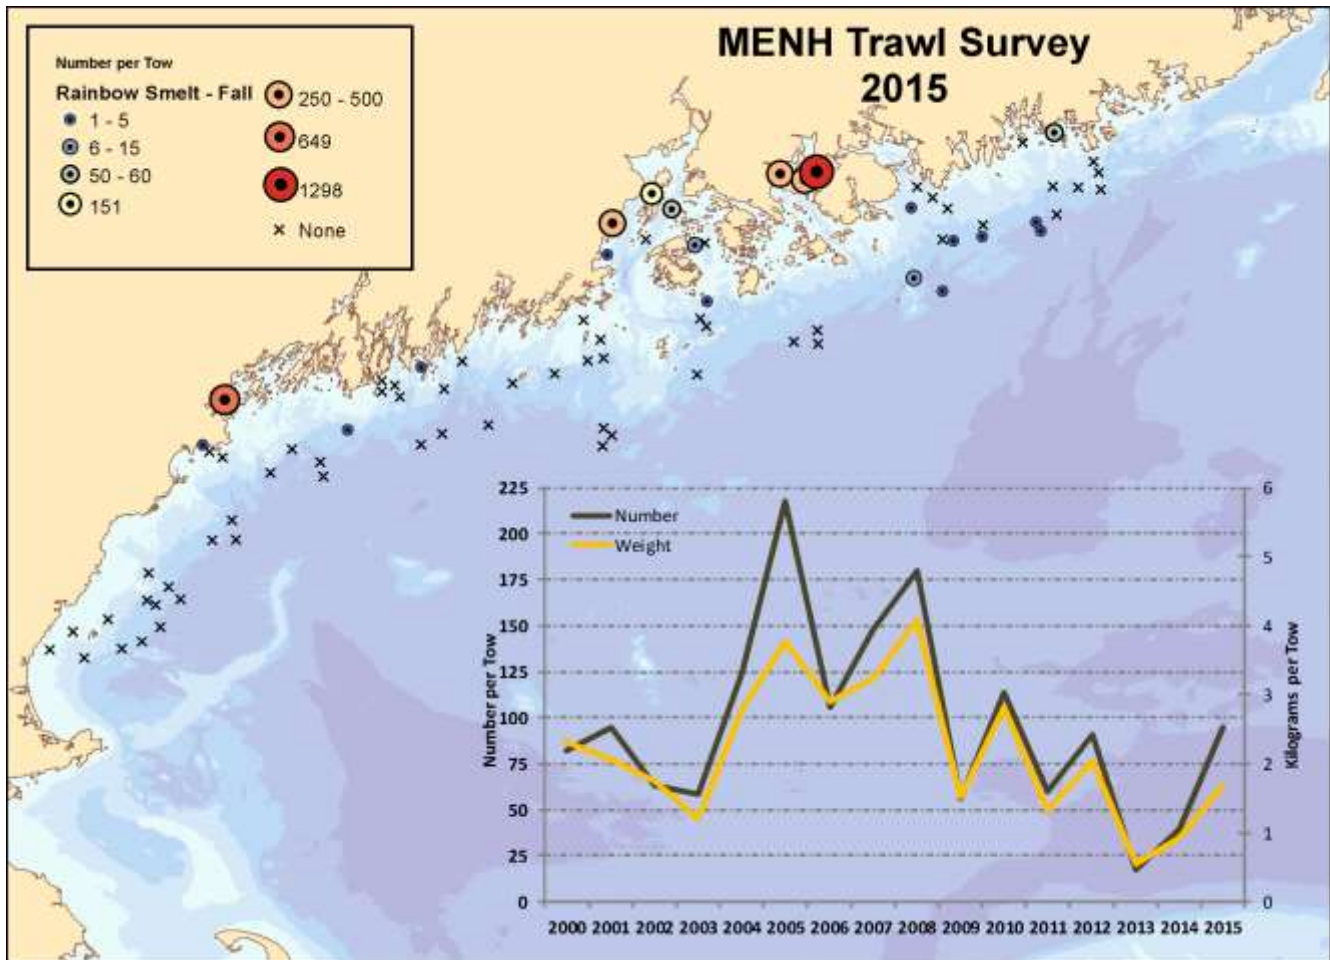 MENH Trawl Survey
2015
Number per Tow
Rainbow Smelt - Fall
1 - 5
6 - 15
50 - 60
151
250 - 500
649
1298
None
Number
Weight
Number per Tow
225
200
175
150
125
100
75
50
25
0
Kilograms per Tow
6
5
4
3
2
1
0
2000 2001 2002 2003 2004 2005 2006 2007 2008 2009 2010 2011 2012 2013 2014 2015